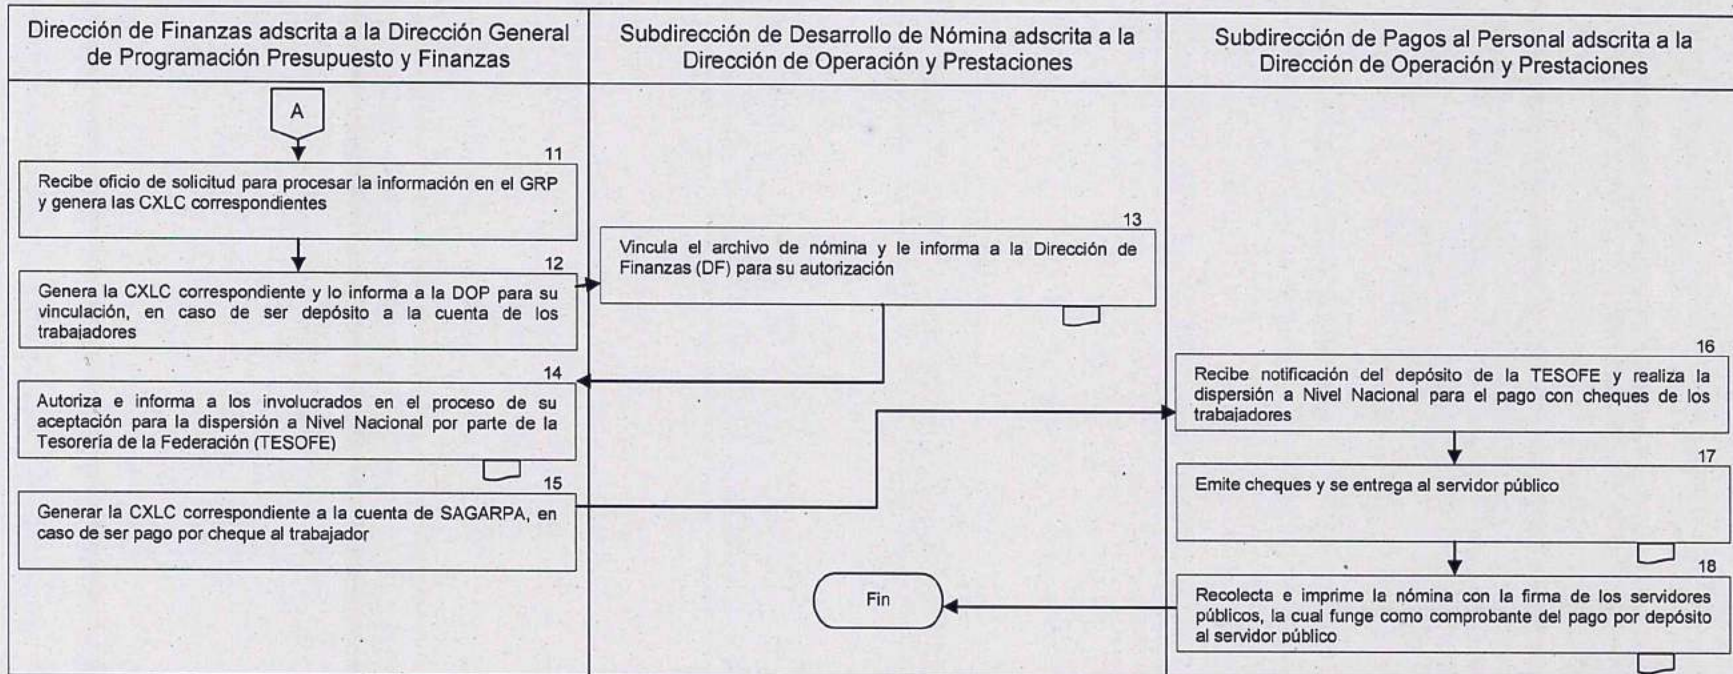 Dirección de Finanzas adscrita a la Dirección General
de Programación Presupuesto y Finanzas
Subdirección de Desarrollo de Nómina adscrita a la
Dirección de Operación y Prestaciones
Subdirección de Pagos al Personal adscrita a la
Dirección de Operación y Prestaciones
A
11
Recibe oficio de solicitud para procesar la información en el GRP
y genera las CXLC correspondientes
12
Genera la CXLC correspondiente y lo informa a la DOP para su
vinculación, en caso de ser depósito a la cuenta de los
trabajadores
13
Vincula el archivo de nómina y le informa a la Dirección de
Finanzas (DF) para su autorización
14
Autoriza e informa a los involucrados en el proceso de su
aceptación para la dispersión a Nivel Nacional por parte de la
Tesorería de la Federación (TESOFE)
15
Generar la CXLC correspondiente a la cuenta de SAGARPA, en
caso de ser pago por cheque al trabajador
16
Recibe notificación del depósito de la TESOFE y realiza la
dispersión a Nivel Nacional para el pago con cheques de los
trabajadores
17
Emite cheques y se entrega al servidor público
18
Recolecta e imprime la nómina con la firma de los servidores
públicos, la cual funge como comprobante del pago por depósito
al servidor público
Fin